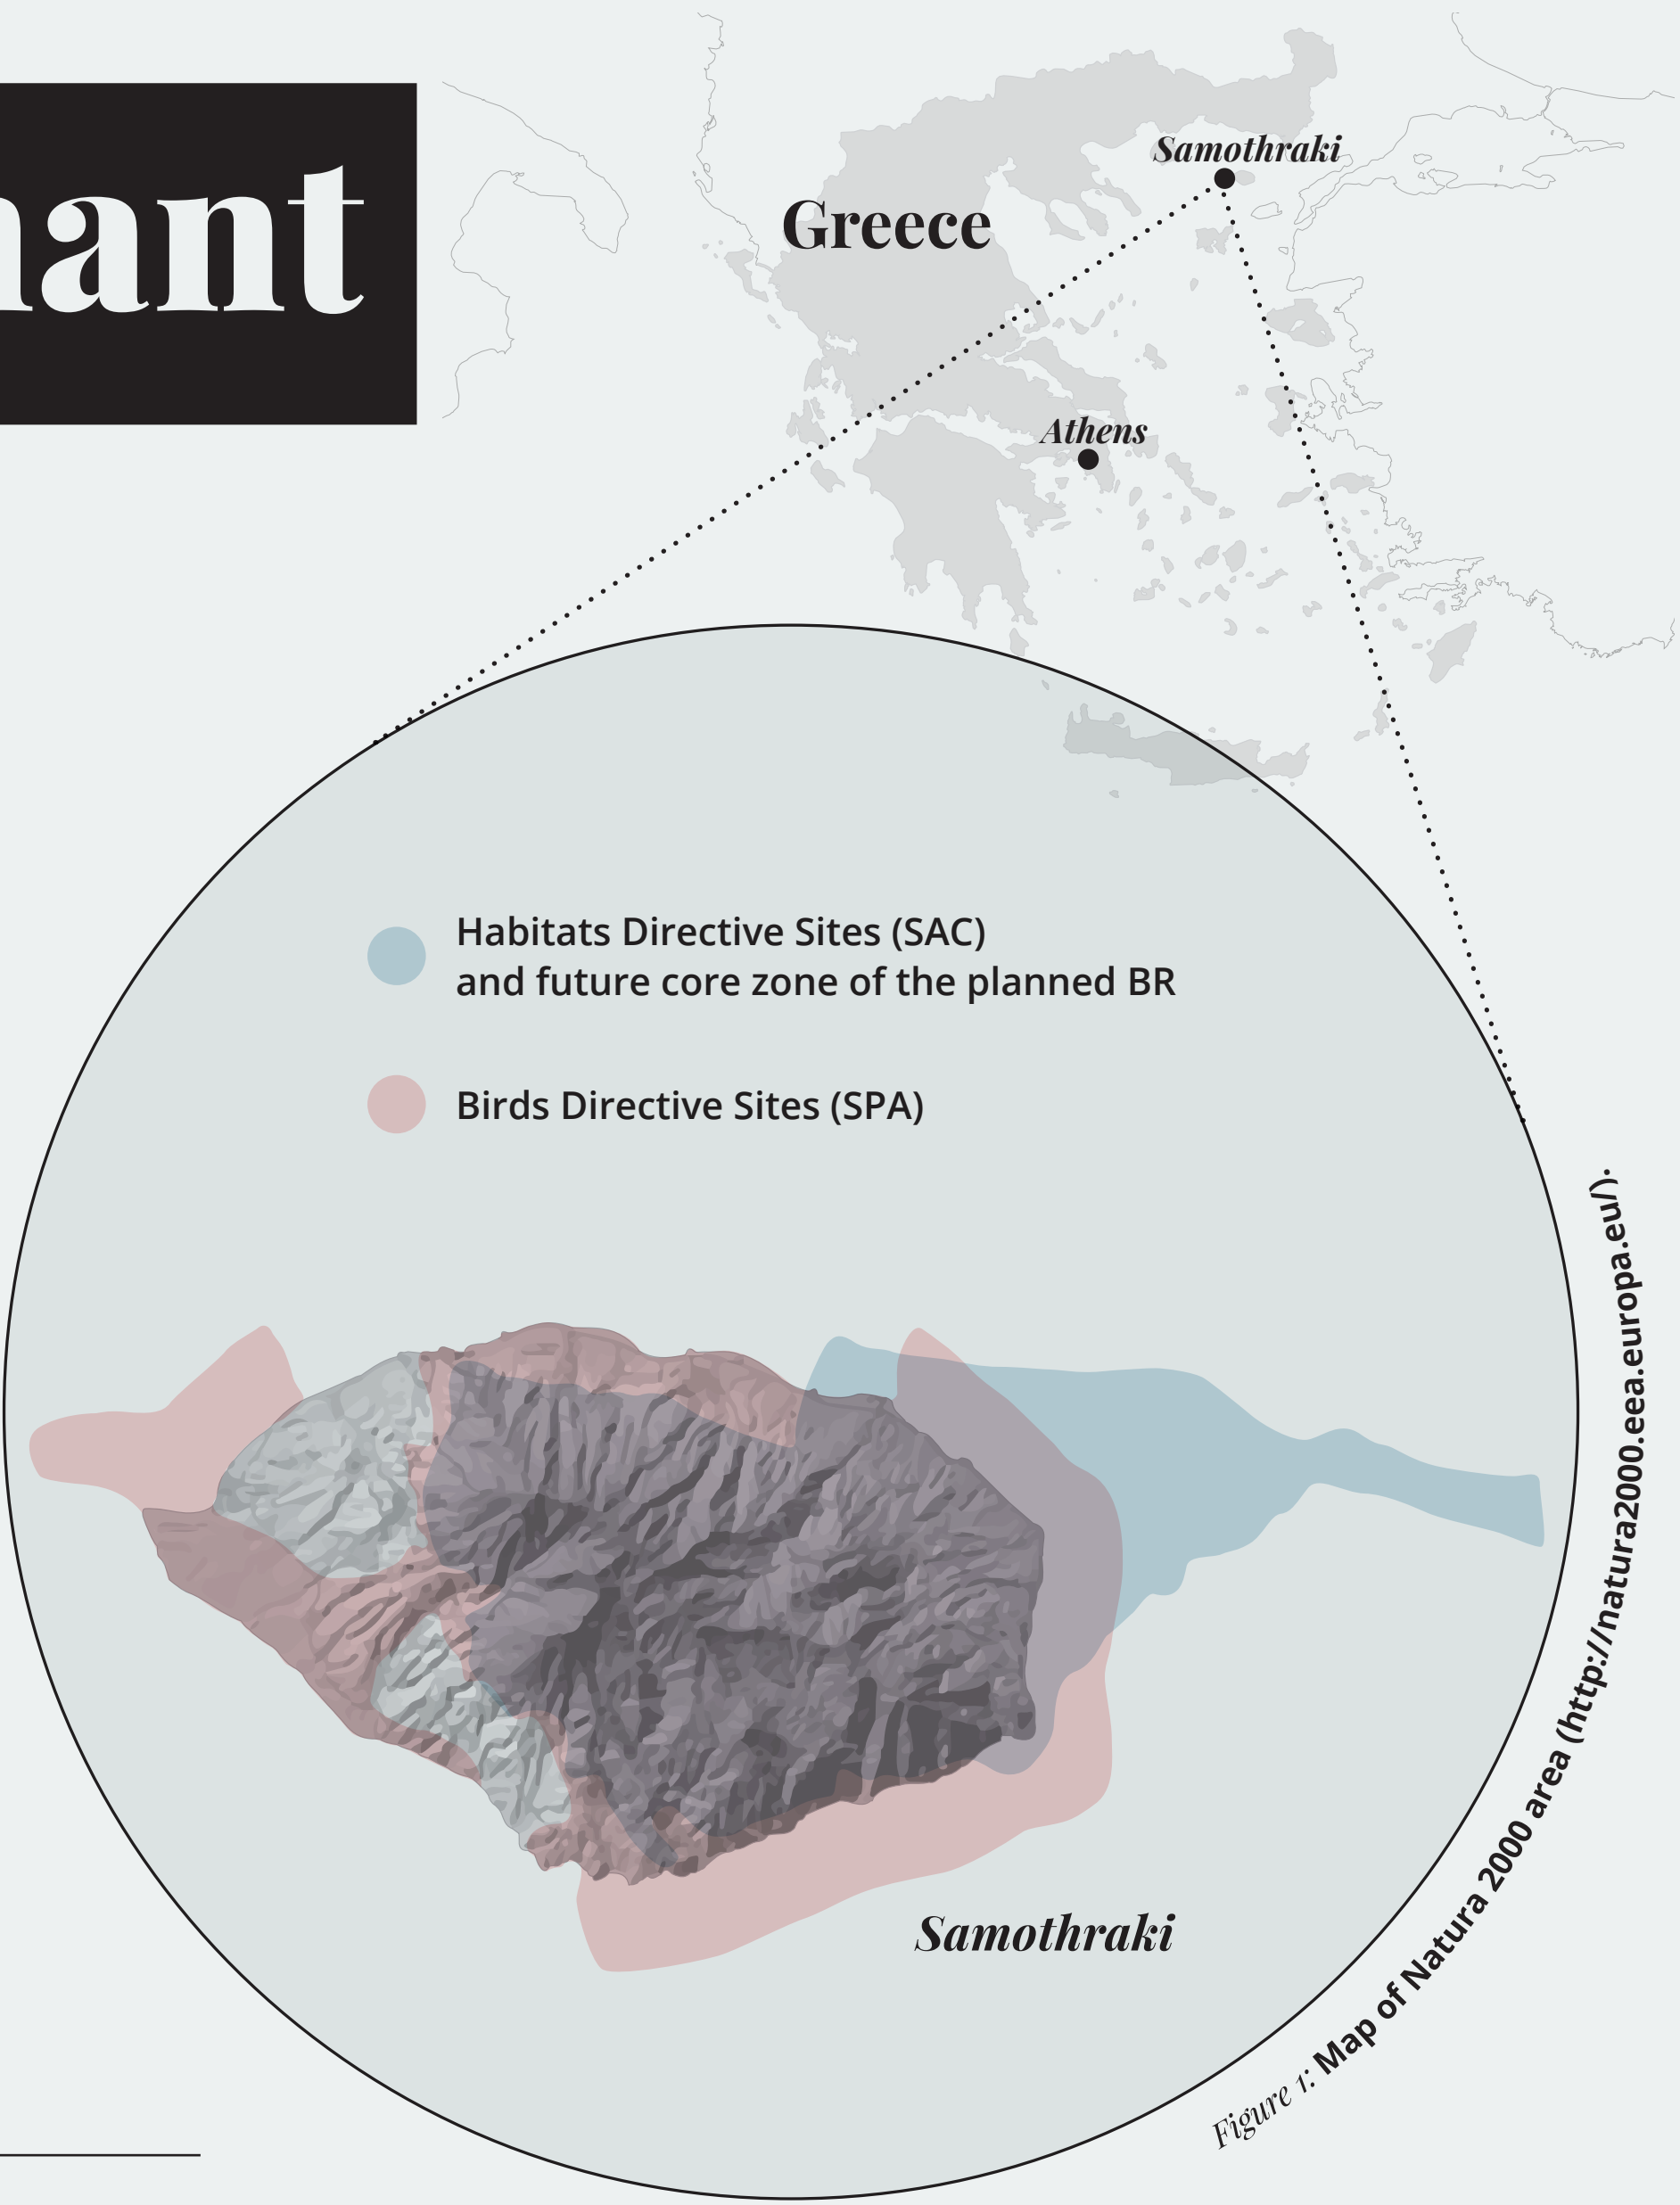 nant
Samothraki
Greece
Athens
Habitats Directive Sites (SAC)
and future core zone of the planned BR
Birds Directive Sites (SPA)
Samothraki
Figure 1: Map of Natura 2000 area (http://natura2000.eea.europa.eu/).